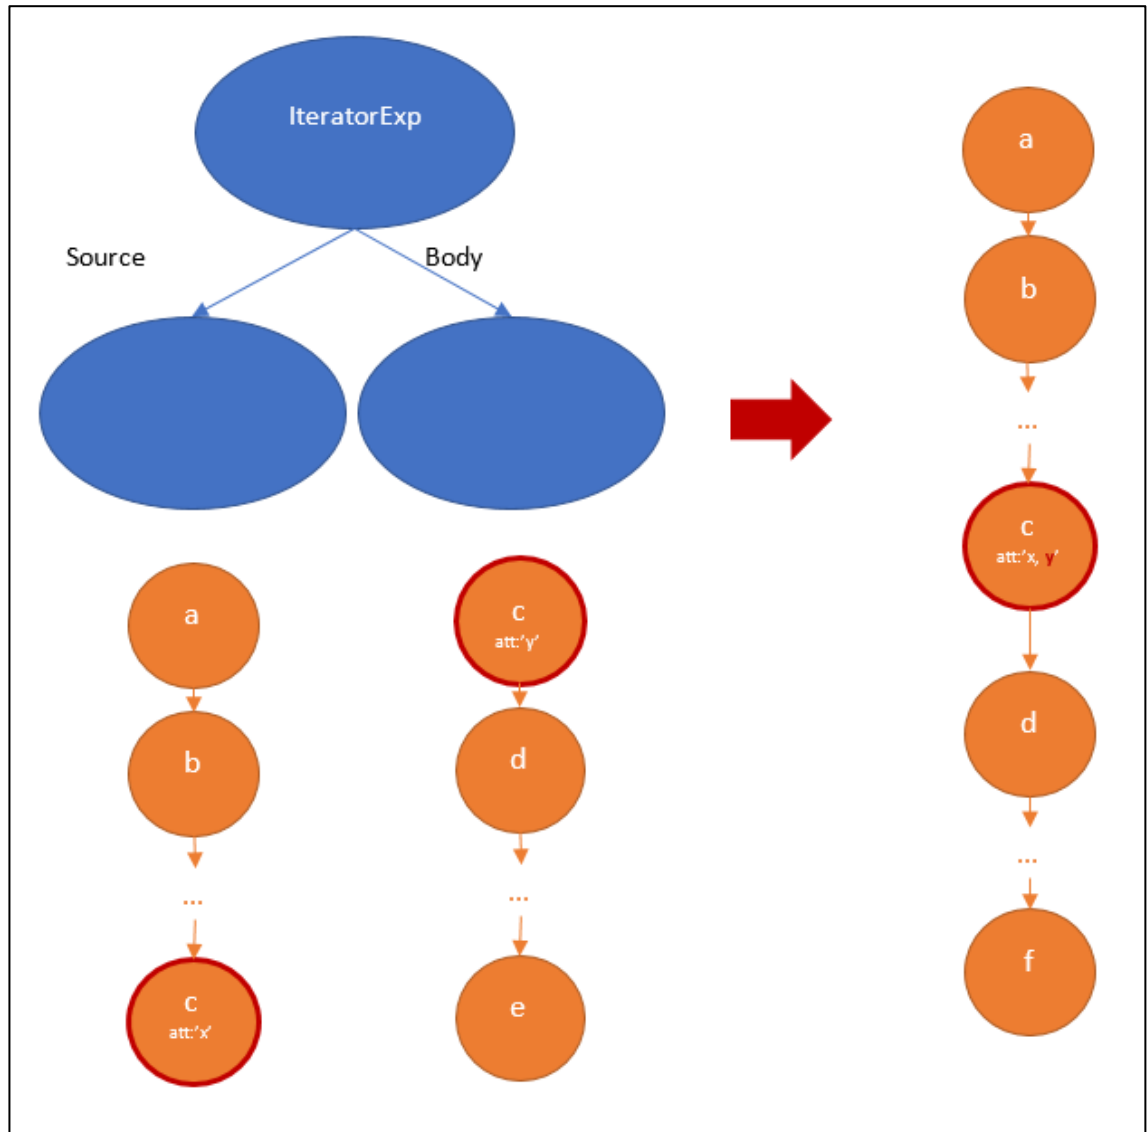 IteratorExp
Source
Body
a
b
...
c
att:'x'
c
att:'y'
d
...
e
a
b
...
c
att:'x, y'
d
...
f